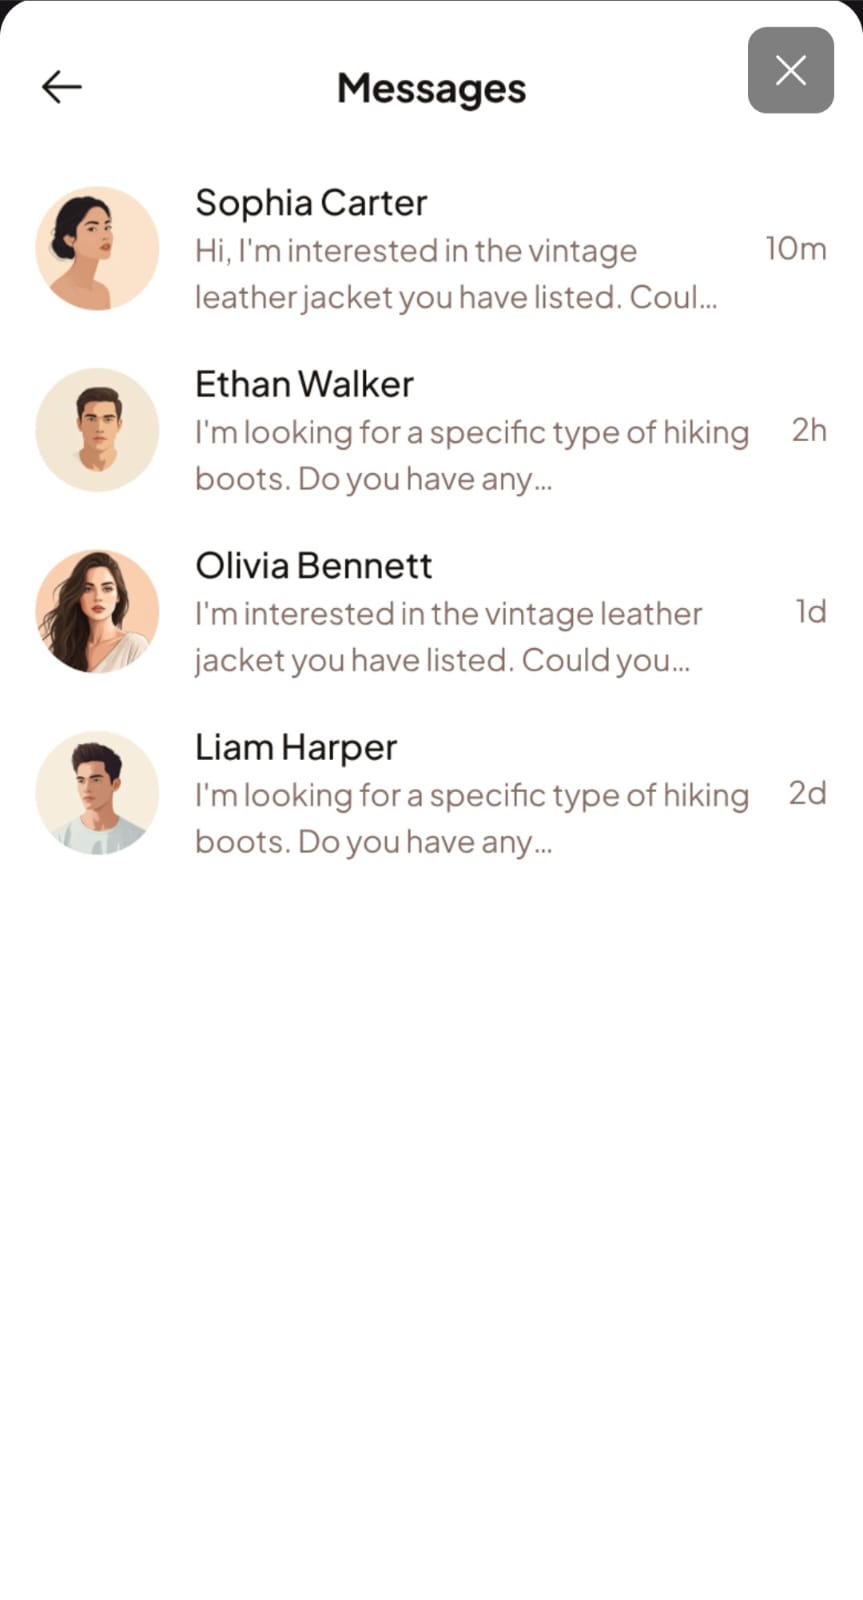 Messages
Sophia Carter
Hi, I'm interested in the vintage
leather jacket you have listed. Coul...
10m
Ethan Walker
I'm looking for a specific type of hiking
boots. Do you have any...
2h
Olivia Bennett
I'm interested in the vintage leather
jacket you have listed. Could you...
1d
Liam Harper
I'm looking for a specific type of hiking
boots. Do you have any...
2d